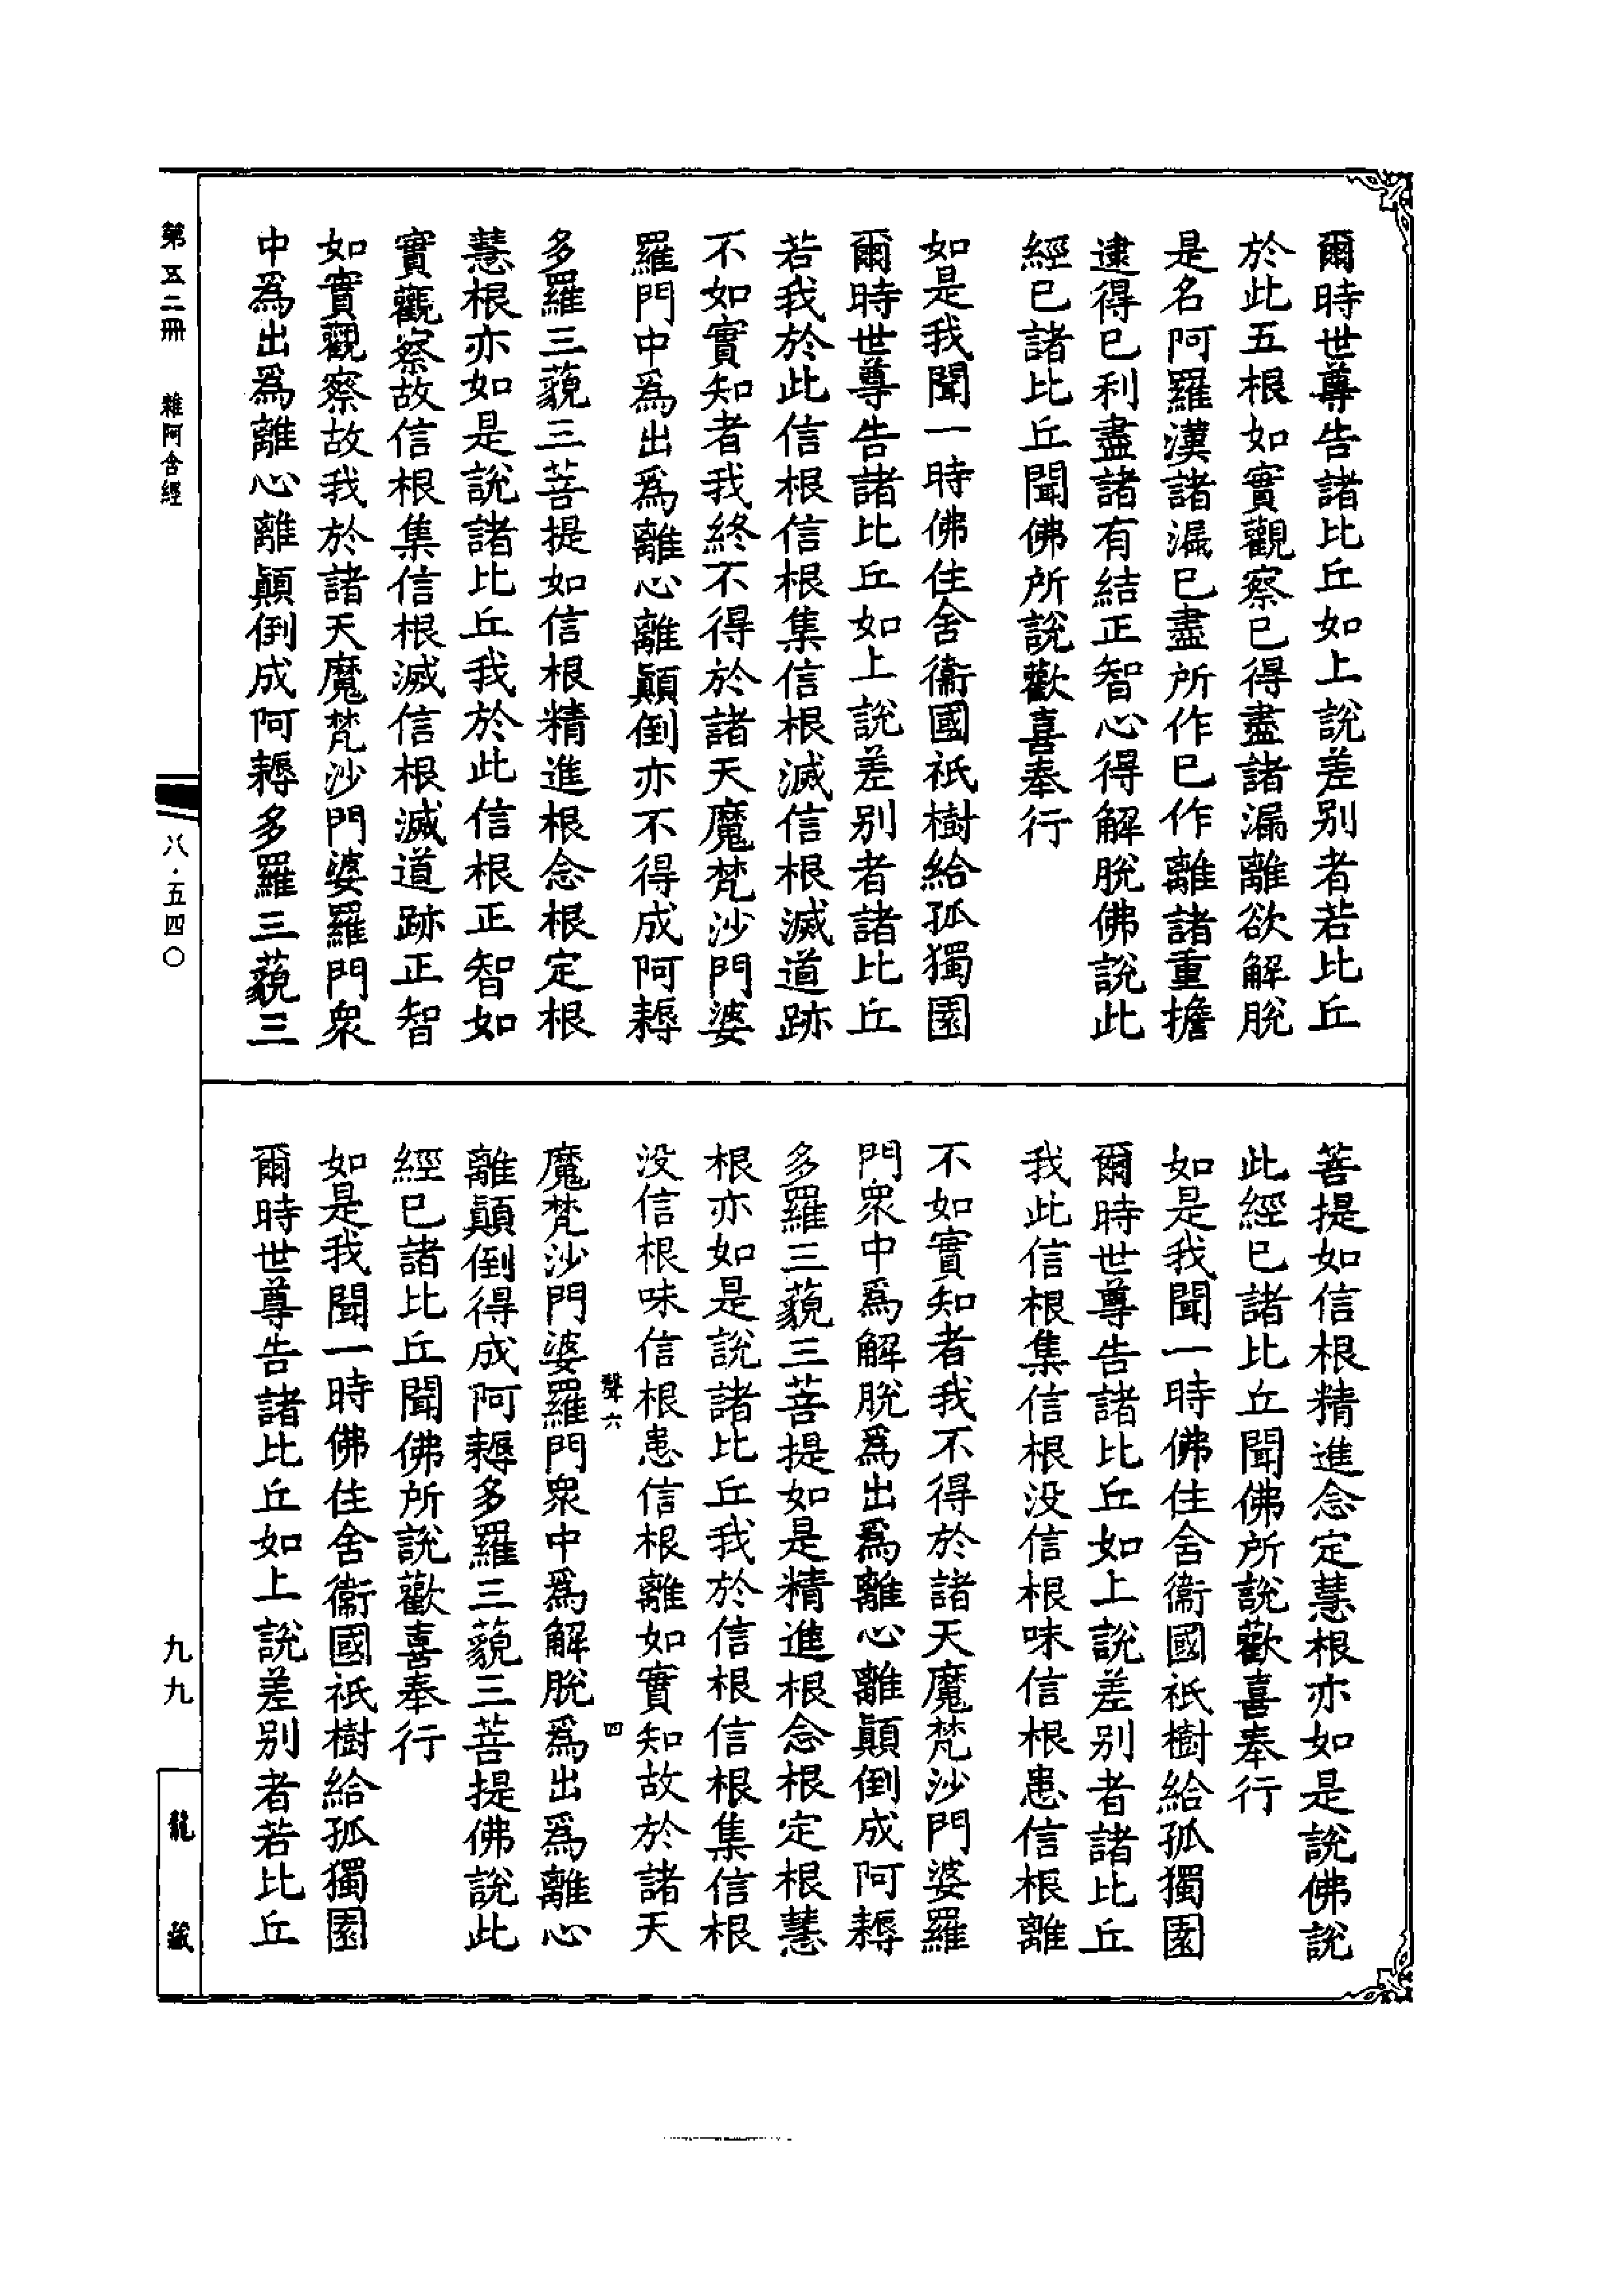 爾時世尊告諸比丘如上說差別者若比丘
於此五根如實觀察已得盡諸漏離欲解脫
是名阿羅漢諸漏已盡所作已作離諸重擔
逮得已利盡諸有結正智心得解脫佛說此
經已諸比丘聞佛所說歡喜奉行
如是我聞一時佛住舍衞國祇樹給孤獨園
爾時世尊告諸比丘如上說差別者諸比丘
若我於此信根信根集信根滅信根滅道跡
不如實知者我終不得於諸天魔梵沙門婆
羅門中爲出爲離心離顛倒亦不得成阿耨
多羅三藐三菩提如信根精進根念根定根
慧根亦如是說諸比丘我於此信根正智如
實觀察故信根集信根滅信根滅道跡正智
如實觀察故我於諸天魔梵沙門婆羅門衆
中爲出爲離心離顛倒成阿耨多羅三藐三
菩提如信根精進念定慧根亦如是說佛說
此經已諸比丘聞佛所說歡喜奉行
如是我聞一時佛住舍衞國祇樹給孤獨園
爾時世尊告諸比丘如上說差別者諸比丘
我此信根集信根没信根味信根患信根離
不如實知者我不得於諸天魔梵沙門婆羅
門衆中爲解脫爲出爲離心離顛倒成阿耨
多羅三藐三菩提如是精進根念根定根慧
根亦如是說諸比丘我於信根信根集信根
没信根味信根患信根離如實知故於諸天
聲六 四
魔梵沙門婆羅門衆中爲解脫爲出爲離心
離顛倒得成阿耨多羅三藐三菩提佛說此
經已諸比丘聞佛所說歡喜奉行
如是我聞一時佛住舍衞國祇樹給孤獨園
爾時世尊告諸比丘如上說差別者若比丘
第五二冊 雜阿含經 八·五四〇 九九 龍藏